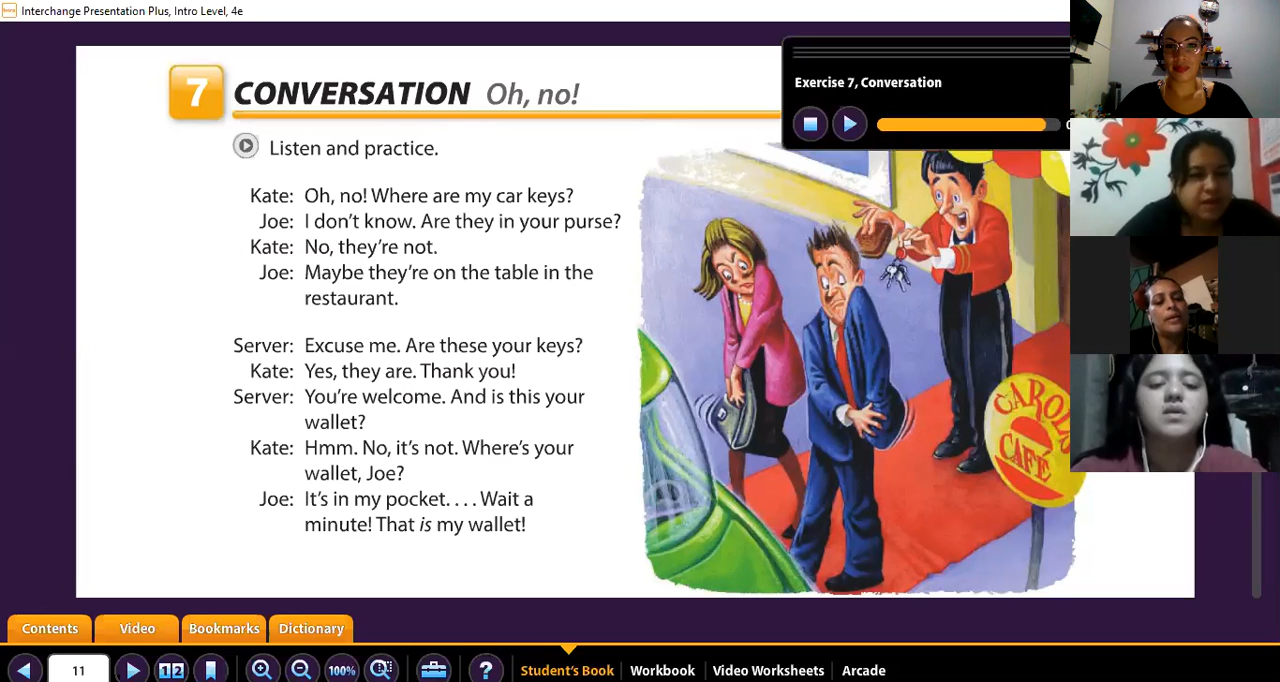 Interchange Presentation Plus, Intro Level, 4e
7 CONVERSATION Oh, no!
Exercise 7, Conversation
Listen and practice.
Kate: Oh, no! Where are my car keys?
Joe: I don't know. Are they in your purse?
Kate: No, they're not.
Joe: Maybe they're on the table in the
restaurant.
Server: Excuse me. Are these your keys?
Kate: Yes, they are. Thank you!
Server: You're welcome. And is this your
wallet?
Kate: Hmm. No, it's not. Where's your
wallet, Joe?
Joe: It's in my pocket. . . . Wait a
minute! That is my wallet!
CAFÉ
Contents Video Bookmarks Dictionary
11 1 2 100% ? Student's Book Workbook Video Worksheets Arcade